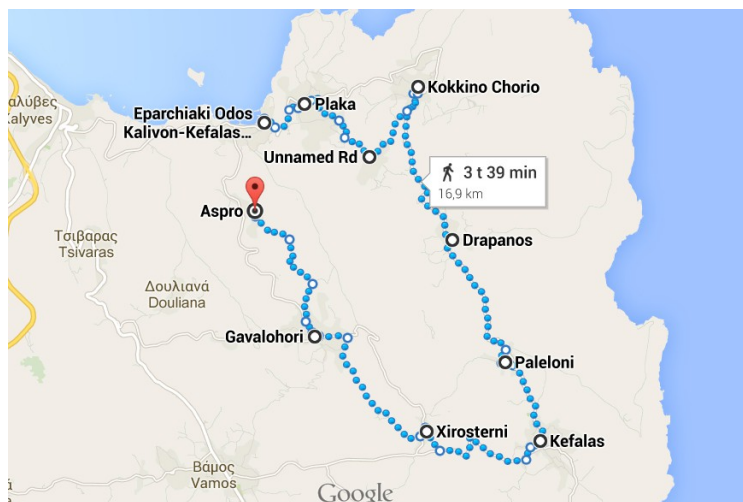 Kokkino Chorio
Plaka
Eparchiaki Odos
Kalivon-Kefalas...
αλύβες
Kalyves
Unnamed Rd
3 t 39 min
16,9 km
Aspro
Τσιβαρας
Tsivaras
Drapanos
Δουλιανά
Douliana
Gavalohori
Paleloni
Xirosterni
Kefalas
Βάμος
Vamos
Google